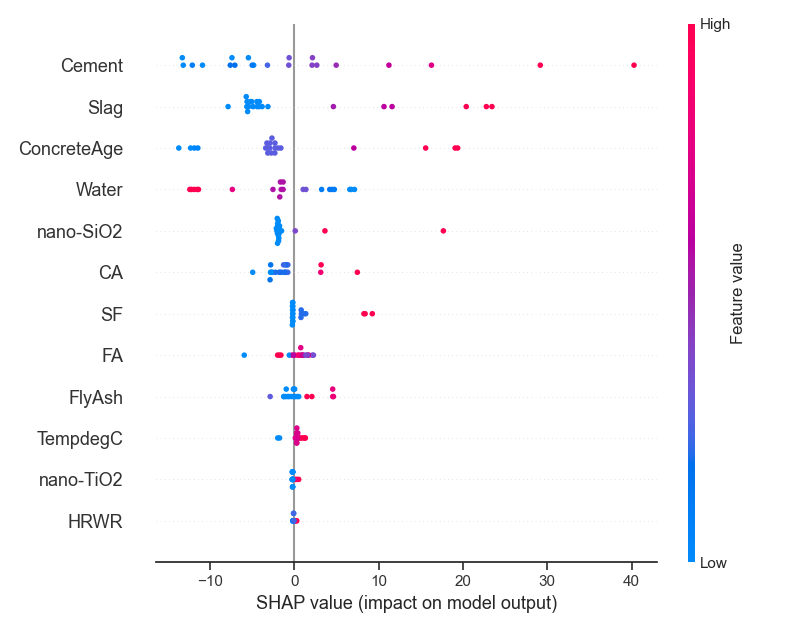 High
Cement
Slag
ConcreteAge
Water
nano-SiO2
CA
SF
FA
FlyAsh
TempdegC
nano-TiO2
HRWR
Feature value
Low
−10 0 10 20 30 40
SHAP value (impact on model output)